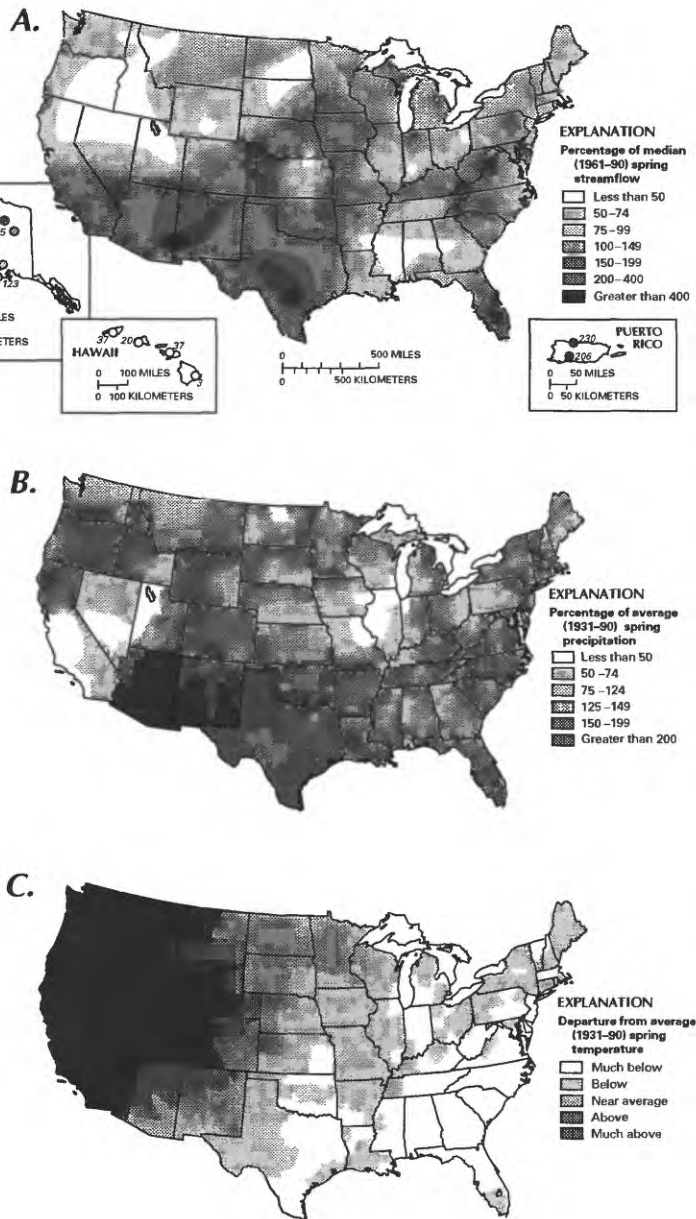 A.
EXPLANATION
Percentage of median
(1961–90) spring
streamflow
Less than 50
50–74
75–99
100–149
150–199
200–400
Greater than 400
5
123
HAWAII
37
20
37
3
0 100 MILES
0 100 KILOMETERS
0 500 MILES
0 500 KILOMETERS
PUERTO
RICO
230
206
0 50 MILES
0 50 KILOMETERS
B.
EXPLANATION
Percentage of average
(1931–90) spring
precipitation
Less than 50
50–74
75–124
125–149
150–199
Greater than 200
C.
EXPLANATION
Departure from average
(1931–90) spring
temperature
Much below
Below
Near average
Above
Much above